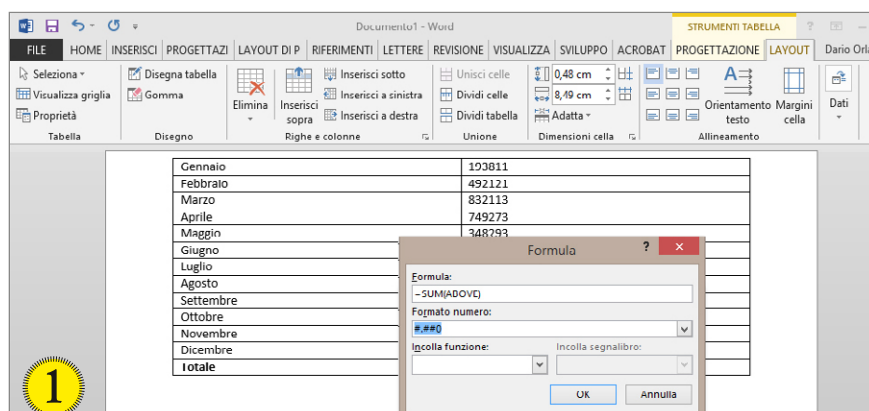 Documento1 - Word
STRUMENTI TABELLA
?
FILE HOME INSERISCI PROGETTAZI LAYOUT DI P RIFERIMENTI LETTERE REVISIONE VISUALIZZA SVILUPPO ACROBAT PROGETTAZIONE LAYOUT Dario Orla
Seleziona
Visualizza griglia
Proprietà
Tabella
Disegna tabella
Gomma
Disegno
Elimina
Inserisci sopra
Inserisci sotto
Inserisci a sinistra
Inserisci a destra
Righe e colonne
Unisci celle
Dividi celle
Dividi tabella
Unione
0,48 cm
8,49 cm
Adatta
Dimensioni cella
Orientamento testo
Margini cella
Allineamento
Dati
Gennaio 193811
Febbraio 492121
Marzo 832113
Aprile 749273
Maggio 348293
Giugno
Luglio
Agosto
Settembre
Ottobre
Novembre
Dicembre
Totale
Formula
?
Formula:
=SUM(ABOVE)
Formato numero:
#.##0
Incolla funzione: Incolla segnalibro:
OK Annulla
1